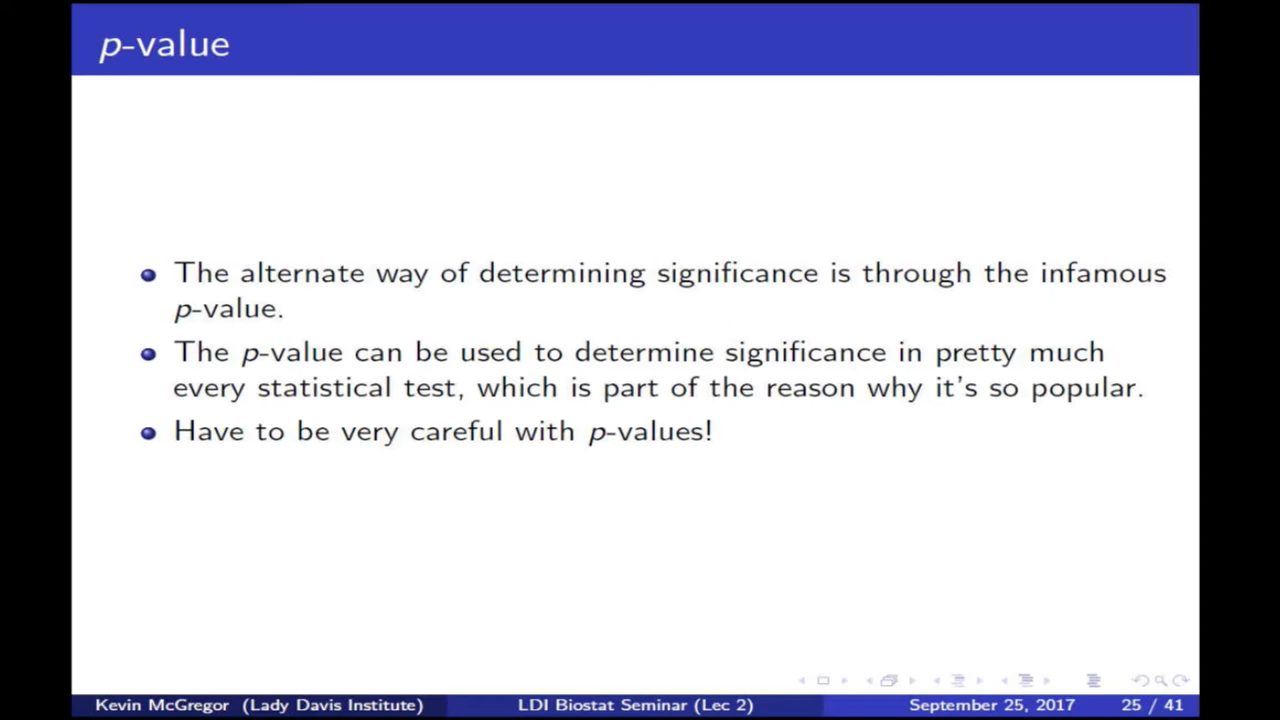 p-value
The alternate way of determining significance is through the infamous
p-value.
The p-value can be used to determine significance in pretty much
every statistical test, which is part of the reason why it's so popular.
Have to be very careful with p-values!
Kevin McGregor (Lady Davis Institute) LDI Biostat Seminar (Lec 2) September 25, 2017 25 / 41